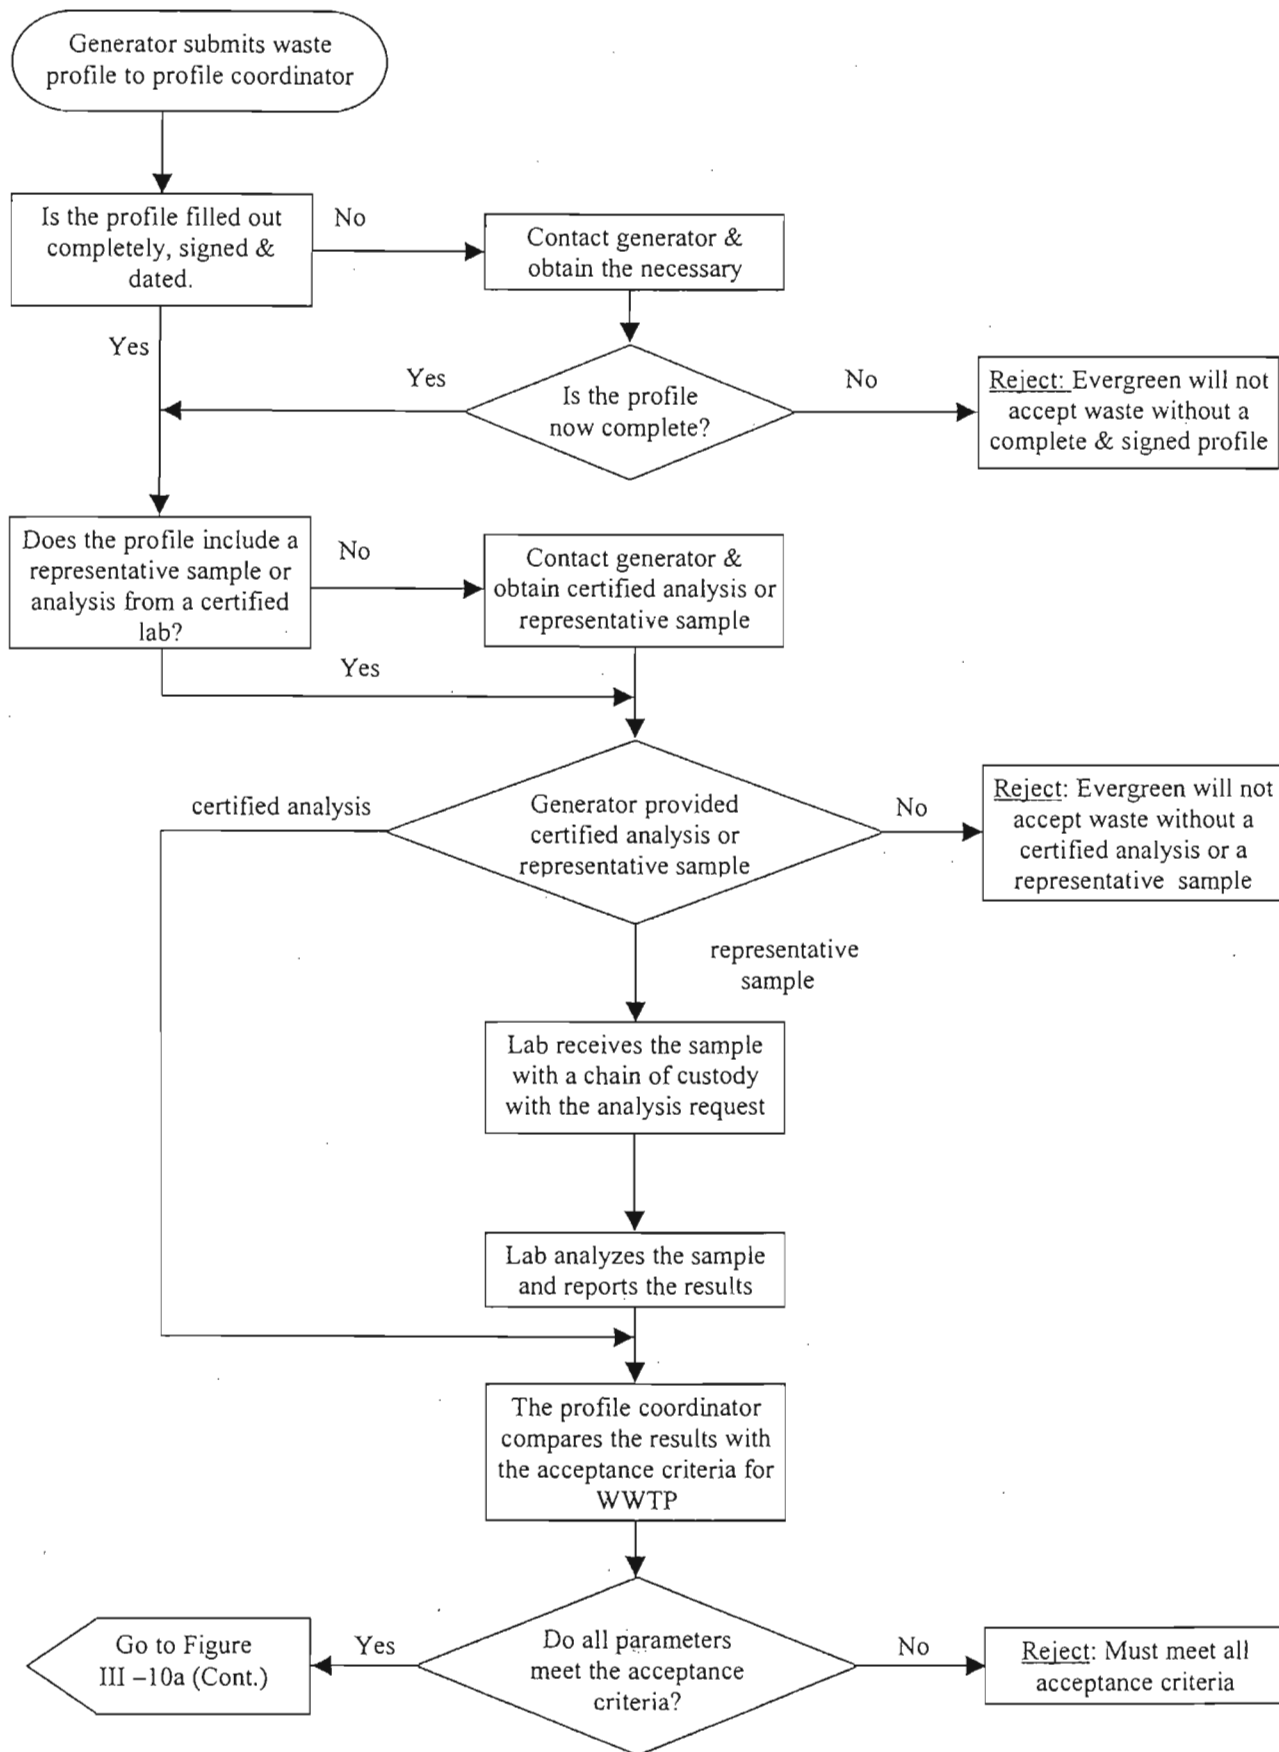 Generator submits waste
profile to profile coordinator
Is the profile filled out
completely, signed &
dated.
No
Contact generator &
obtain the necessary
Yes
Is the profile
now complete?
Yes
No
Reject: Evergreen will not
accept waste without a
complete & signed profile
Does the profile include a
representative sample or
analysis from a certified
lab?
No
Contact generator &
obtain certified analysis or
representative sample
Yes
certified analysis
Generator provided
certified analysis or
representative sample
No
Reject: Evergreen will not
accept waste without a
certified analysis or a
representative sample
representative
sample
Lab receives the sample
with a chain of custody
with the analysis request
Lab analyzes the sample
and reports the results
The profile coordinator
compares the results with
the acceptance criteria for
WWTP
Go to Figure
III –10a (Cont.)
Yes
Do all parameters
meet the acceptance
criteria?
No
Reject: Must meet all
acceptance criteria